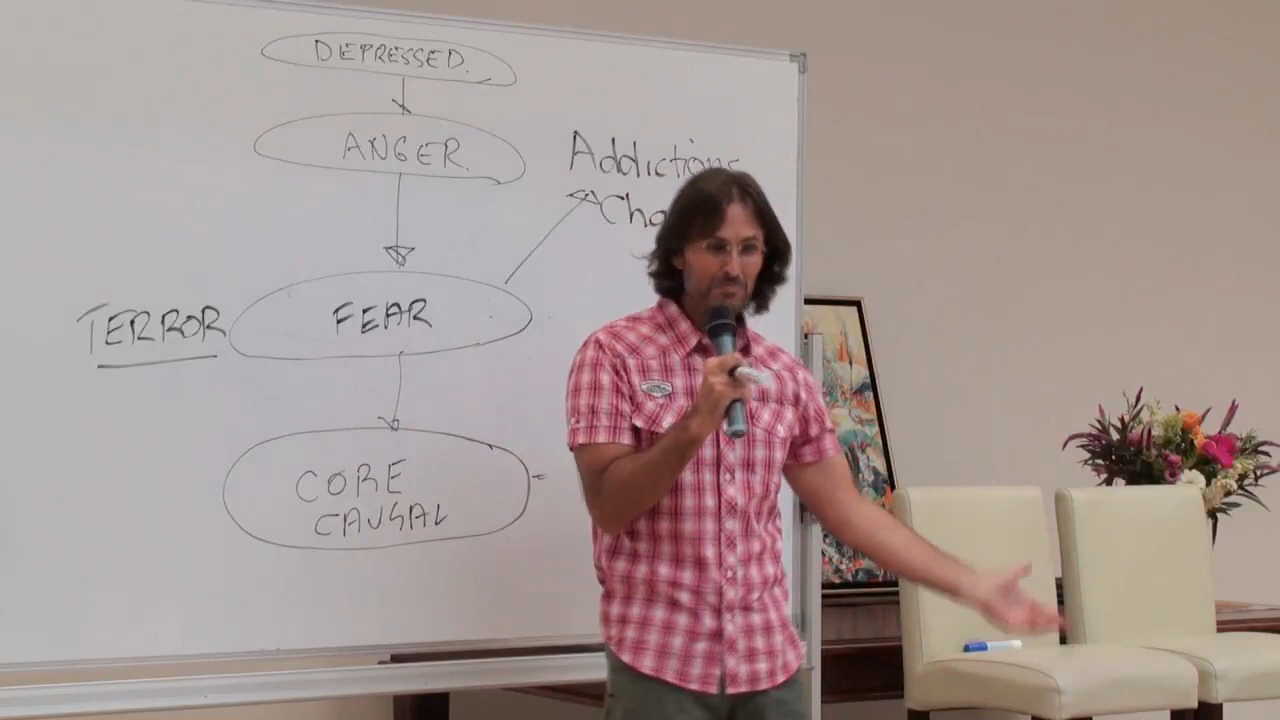 DEPRESSED.
ANGER
Addictions
TERROR
FEAR
CORE
CAUSAL